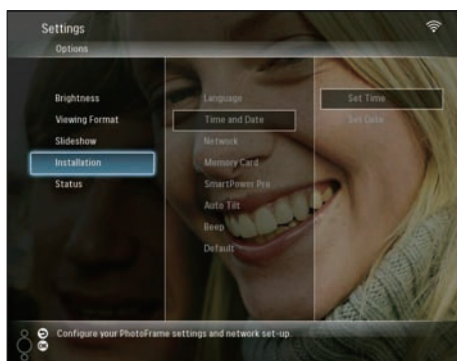 Settings
Options
Brightness
Viewing Format
Slideshow
Installation
Status
Language
Time and Date
Network
Memory Card
SmartPower Pro
Auto Tilt
Beep
Default
Set Time
Set Date
Configure your PhotoFrame settings and network set-up
OK